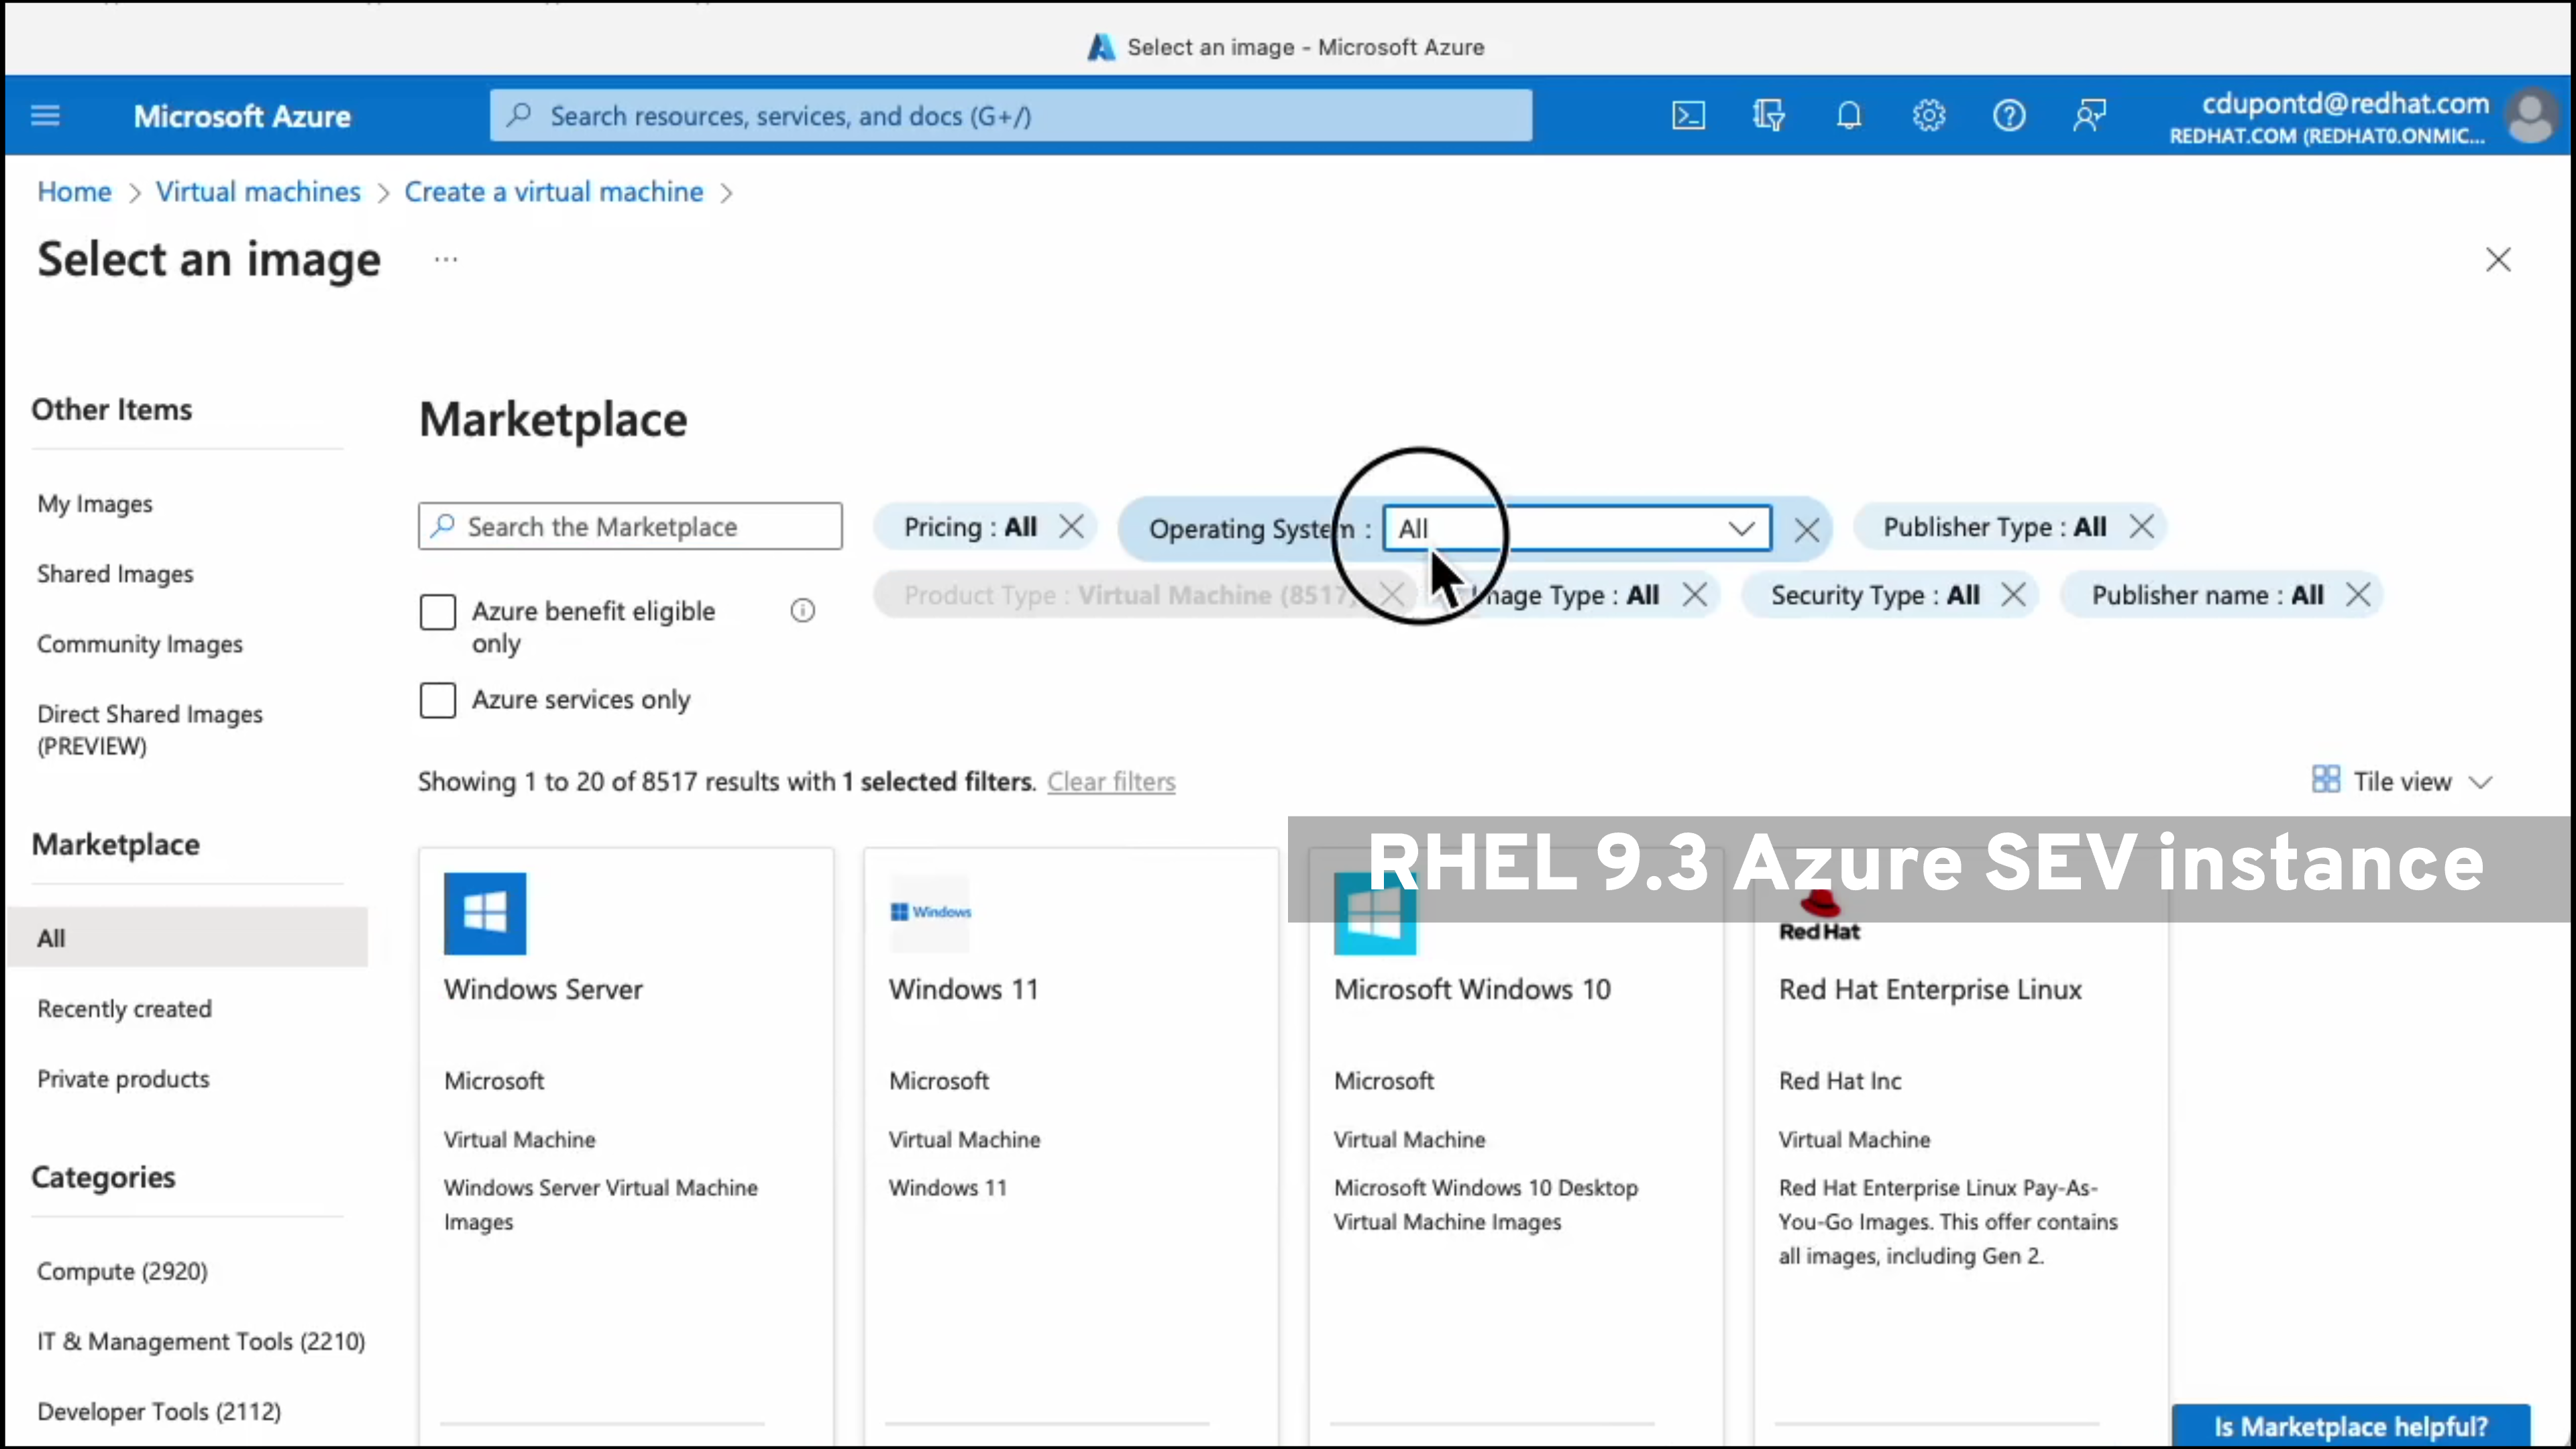 Select an image - Microsoft Azure
Microsoft Azure
Search resources, services, and docs (G+/)
cdupontd@redhat.com
REDHAT.COM (REDHAT0.ONMIC...
Home > Virtual machines > Create a virtual machine >
Select an image ...
Other Items
My Images
Shared Images
Community Images
Direct Shared Images
(PREVIEW)
Marketplace
All
Recently created
Private products
Categories
Compute (2920)
IT & Management Tools (2210)
Developer Tools (2112)
Marketplace
Search the Marketplace
Pricing : All
Operating System : All
Publisher Type : All
Product Type : Virtual Machine (8517)
Image Type : All
Security Type : All
Publisher name : All
Azure benefit eligible
only
Azure services only
Showing 1 to 20 of 8517 results with 1 selected filters. Clear filters
Tile view
RHEL 9.3 Azure SEV instance
Windows Server
Microsoft
Virtual Machine
Windows Server Virtual Machine
Images
Windows
Windows 11
Microsoft
Virtual Machine
Windows 11
Microsoft Windows 10
Microsoft
Virtual Machine
Microsoft Windows 10 Desktop
Virtual Machine Images
Red Hat
Red Hat Enterprise Linux
Red Hat Inc
Virtual Machine
Red Hat Enterprise Linux Pay-As-
You-Go Images. This offer contains
all images, including Gen 2.
Is Marketplace helpful?